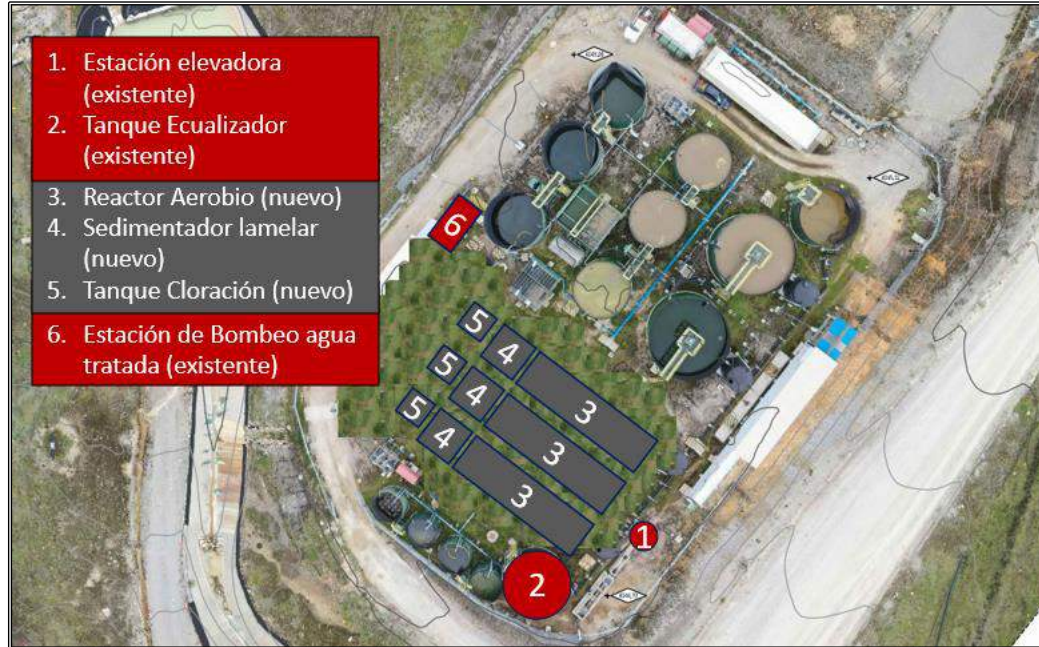 1. Estación elevadora
(existente)
2. Tanque Ecualizador
(existente)
3. Reactor Aerobio (nuevo)
4. Sedimentador lamelar
(nuevo)
5. Tanque Cloración (nuevo)
6. Estación de Bombeo agua
tratada (existente)
6
5
4
3
5
4
3
5
4
3
1
2